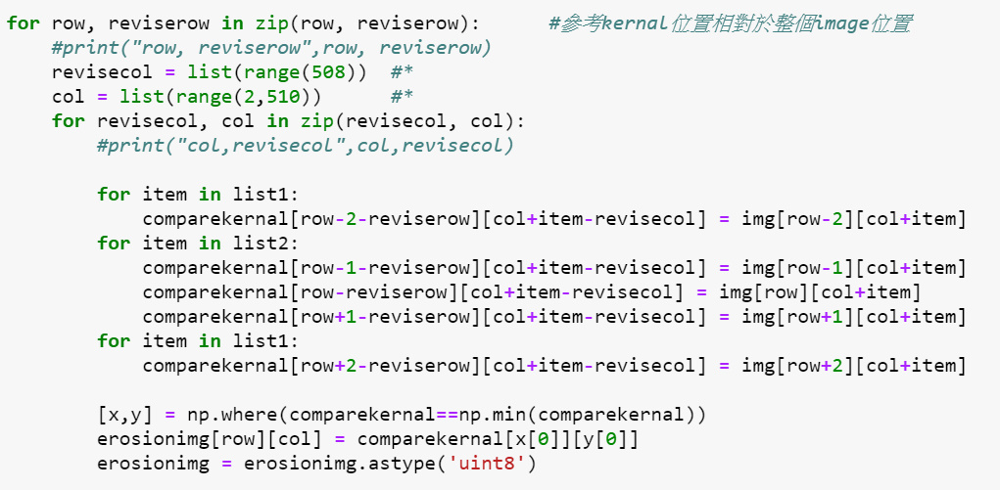 for row, reviserow in zip(row, reviserow):      #參考kernal位置相對於整個image位置
    #print("row, reviserow",row, reviserow)
    revisecol = list(range(508))  #*
    col = list(range(2,510))      #*
    for revisecol, col in zip(revisecol, col):
        #print("col,revisecol",col,revisecol)

        for item in list1:
            comparekernal[row-2-reviserow][col+item-revisecol] = img[row-2][col+item]
        for item in list2:
            comparekernal[row-1-reviserow][col+item-revisecol] = img[row-1][col+item]
            comparekernal[row-reviserow][col+item-revisecol] = img[row][col+item]
            comparekernal[row+1-reviserow][col+item-revisecol] = img[row+1][col+item]
        for item in list1:
            comparekernal[row+2-reviserow][col+item-revisecol] = img[row+2][col+item]

        [x,y] = np.where(comparekernal==np.min(comparekernal))
        erosionimg[row][col] = comparekernal[x[0]][y[0]]
        erosionimg = erosionimg.astype('uint8')